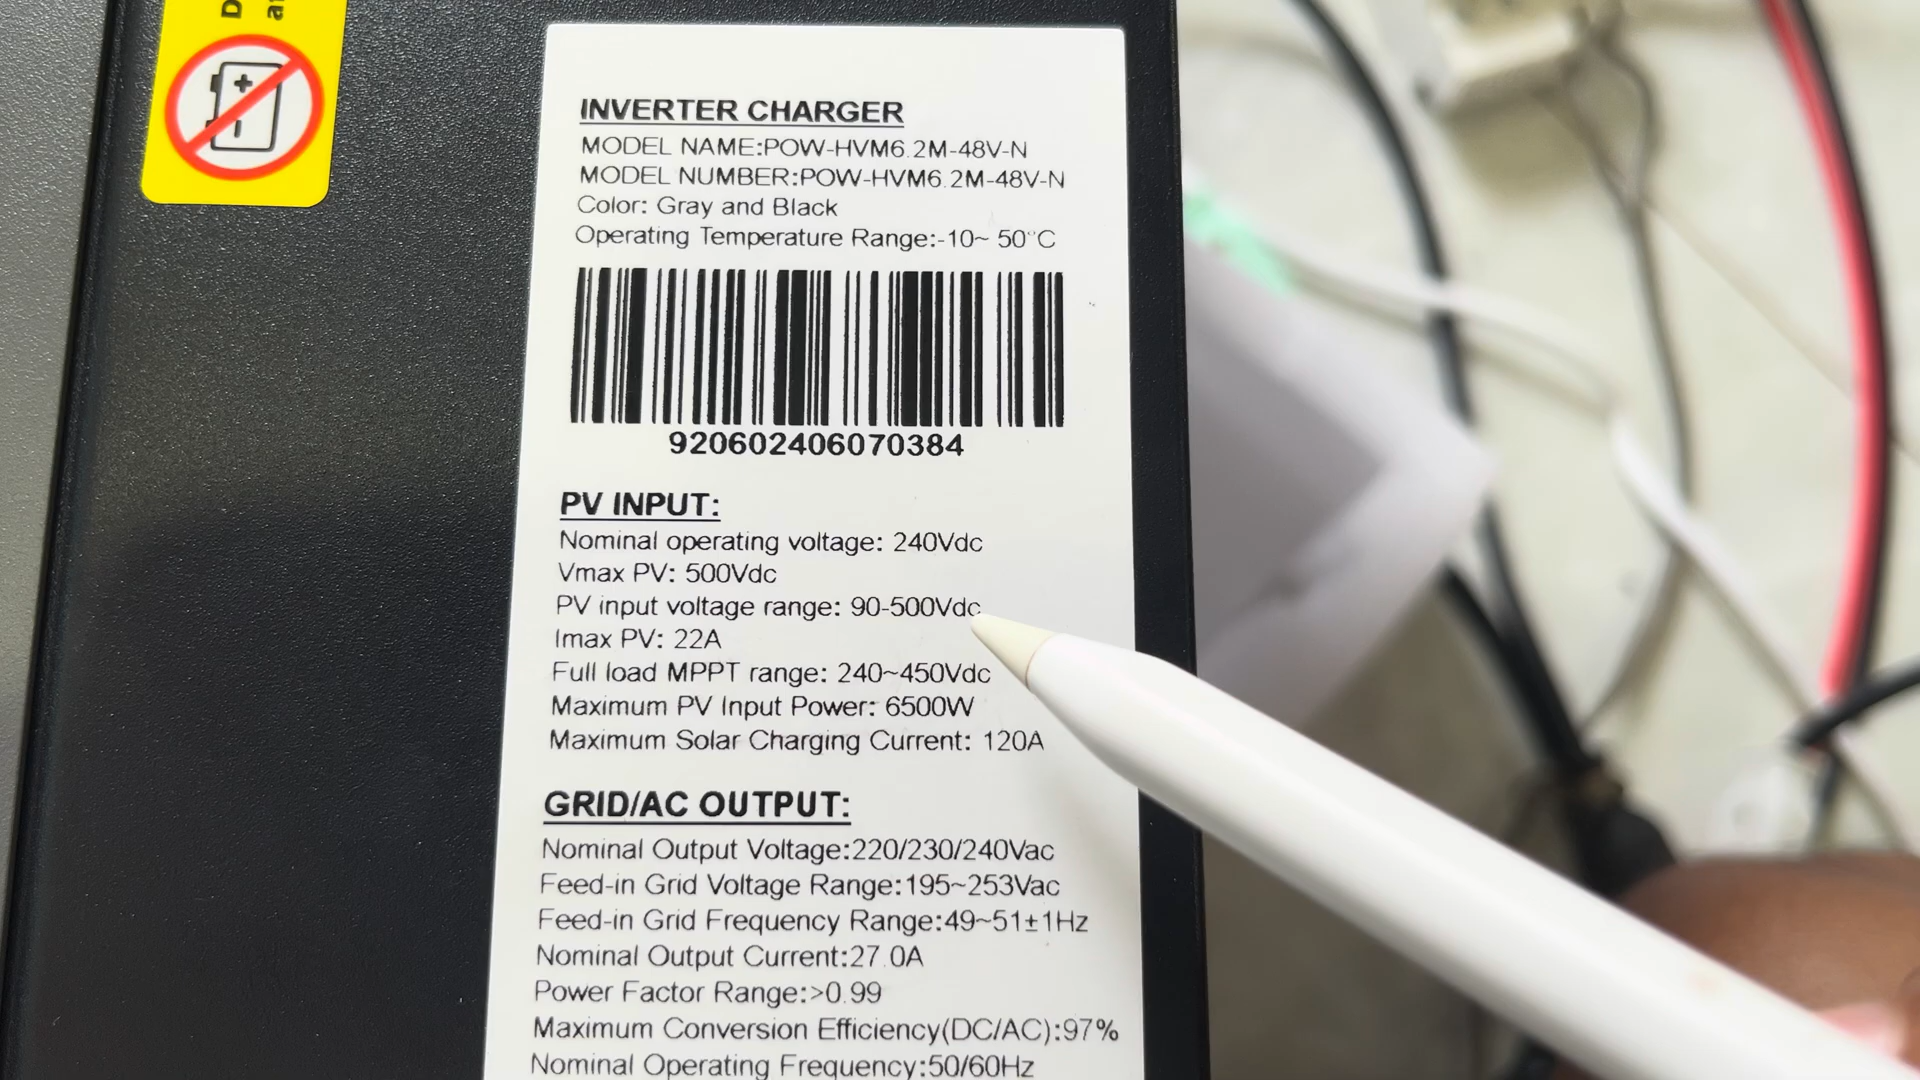 INVERTER CHARGER
MODEL NAME:POW-HVM6.2M-48V-N
MODEL NUMBER:POW-HVM6.2M-48V-N
Color: Gray and Black
Operating Temperature Range:-10~ 50°C
920602406070384
PV INPUT:
Nominal operating voltage: 240Vdc
Vmax PV: 500Vdc
PV input voltage range: 90-500Vdc
Imax PV: 22A
Full load MPPT range: 240~450Vdc
Maximum PV Input Power: 6500W
Maximum Solar Charging Current: 120A
GRID/AC OUTPUT:
Nominal Output Voltage:220/230/240Vac
Feed-in Grid Voltage Range:195~253Vac
Feed-in Grid Frequency Range:49~51±1Hz
Nominal Output Current:27.0A
Power Factor Range:>0.99
Maximum Conversion Efficiency(DC/AC):97%
Nominal Operating Frequency:50/60Hz